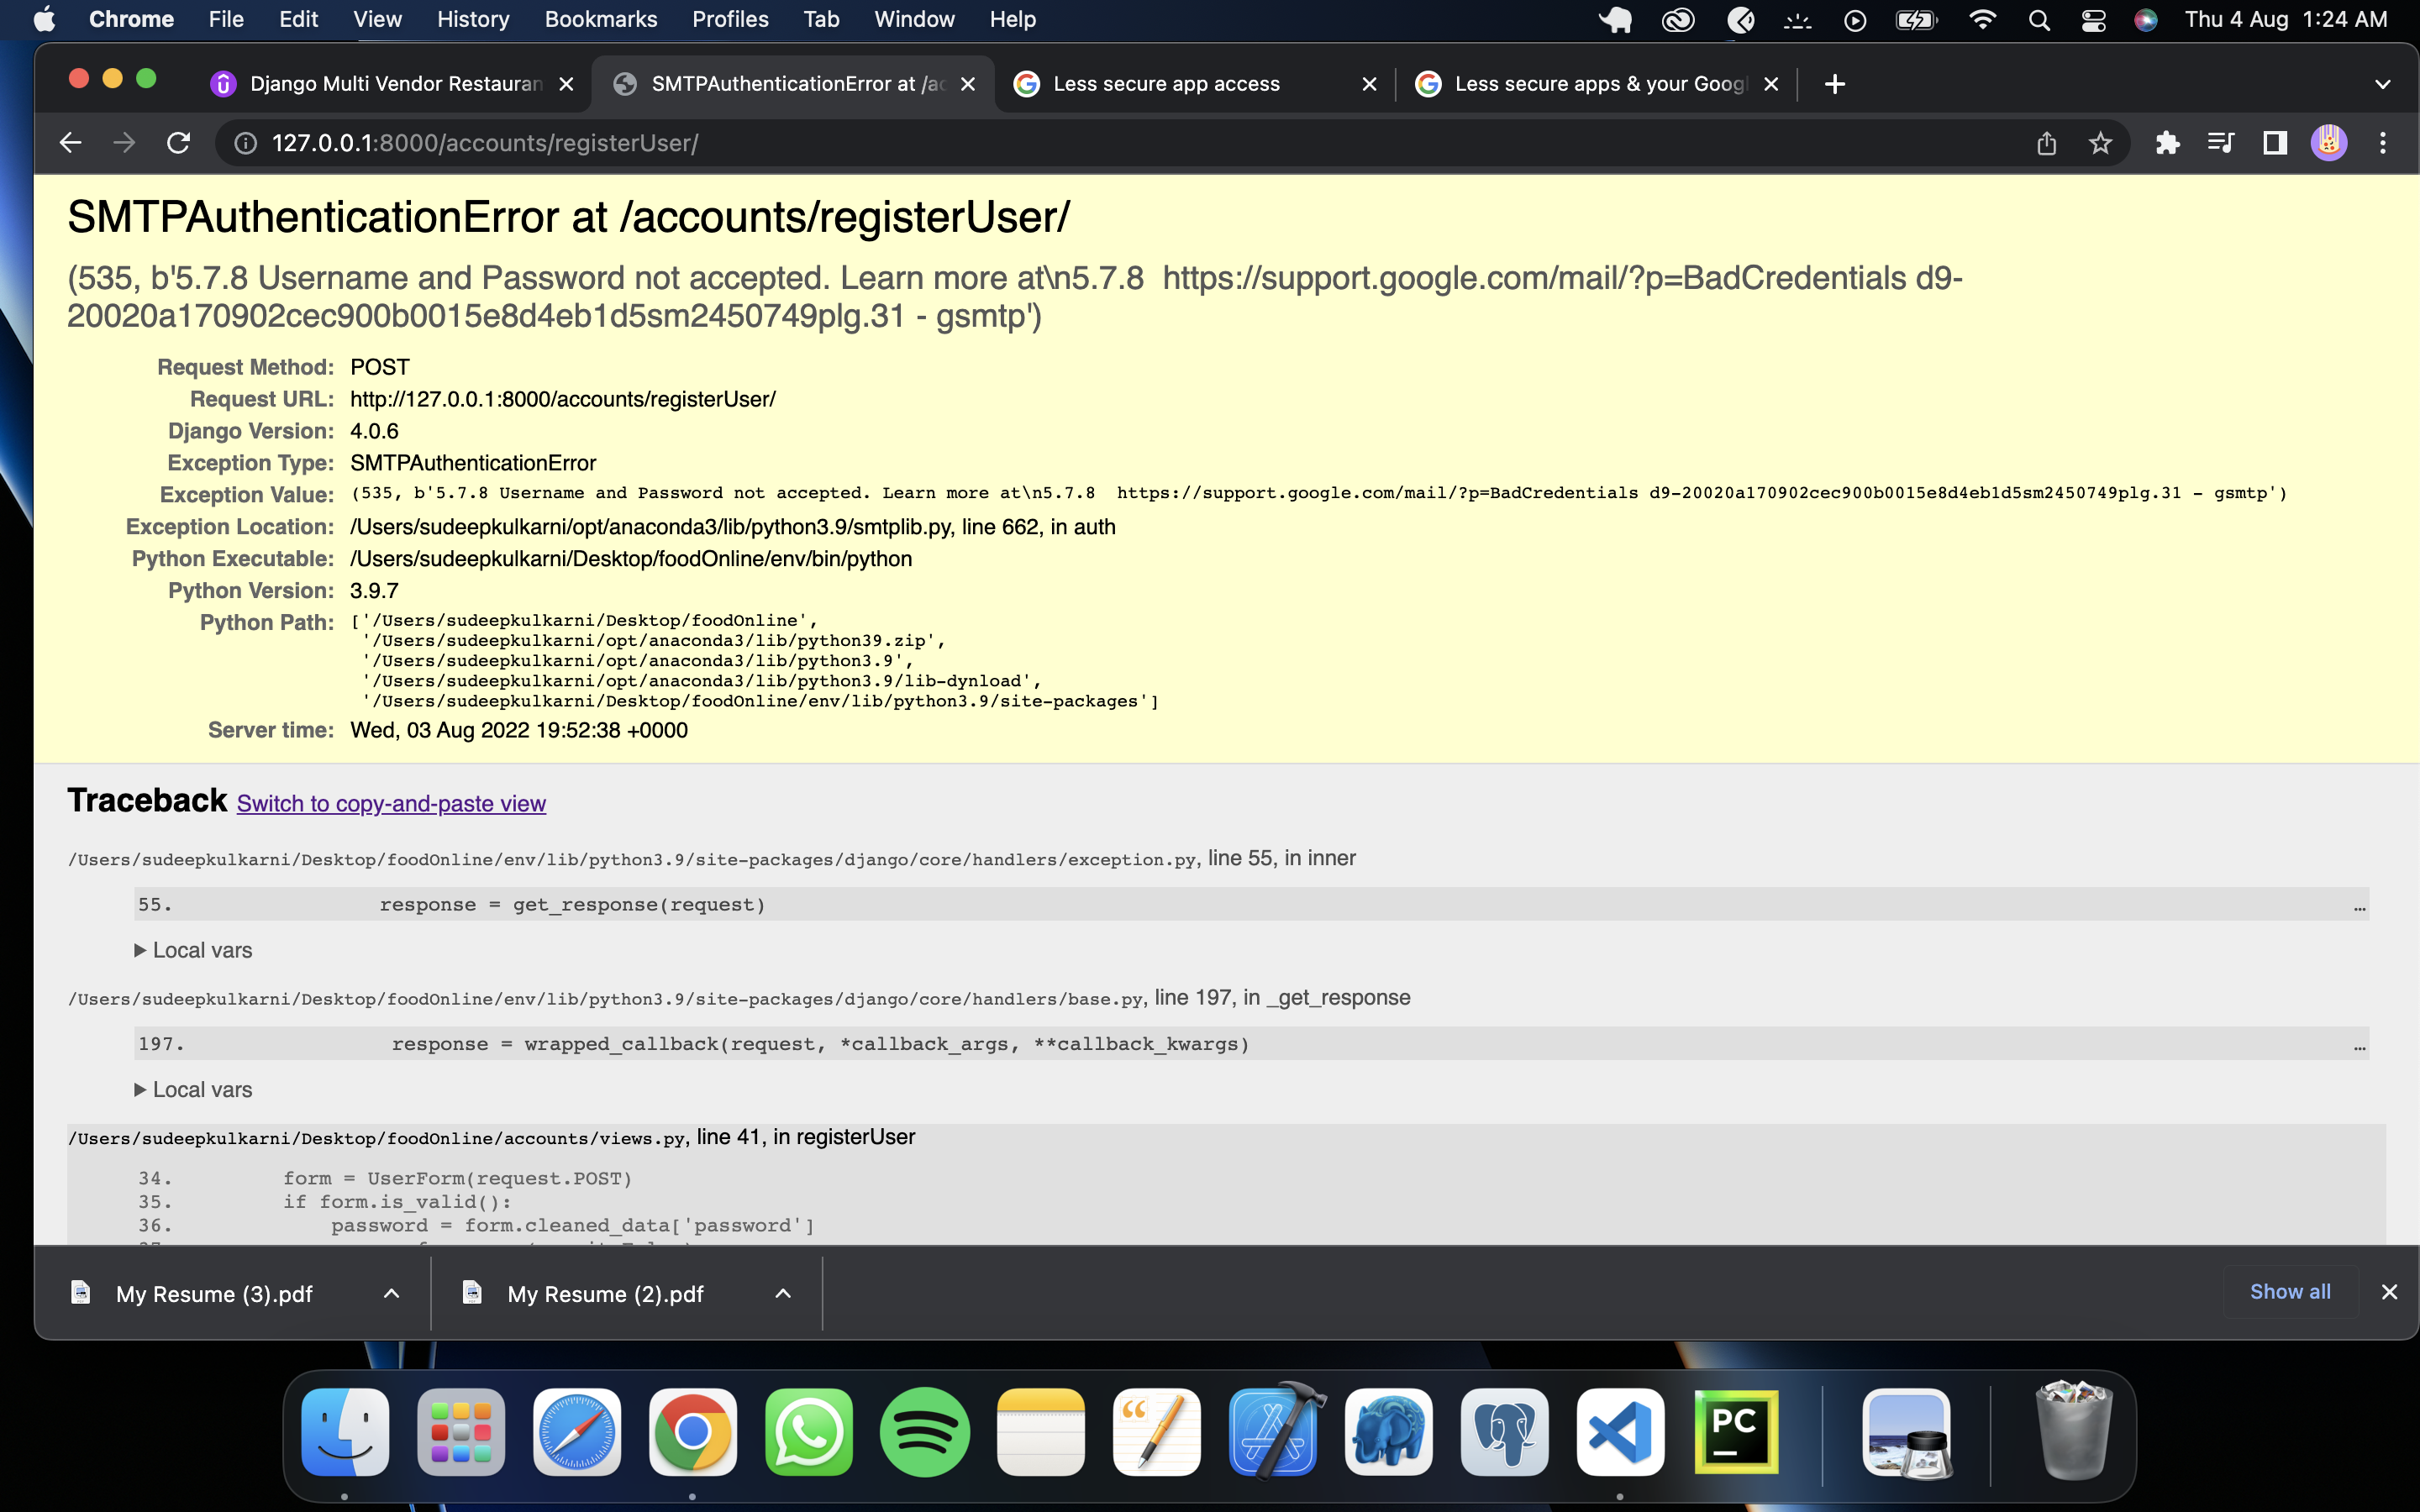 Chrome File Edit View History Bookmarks Profiles Tab Window Help Thu 4 Aug 1:24 AM
Django Multi Vendor Restauran SMTPAuthenticationError at /ac Less secure app access Less secure apps & your Goog
127.0.0.1:8000/accounts/registerUser/
SMTPAuthenticationError at /accounts/registerUser/
(535, b'5.7.8 Username and Password not accepted. Learn more at\n5.7.8 https://support.google.com/mail/?p=BadCredentials d9-
20020a170902cec900b0015e8d4eb1d5sm2450749plg.31 - gsmtp')
Request Method: POST
Request URL: http://127.0.0.1:8000/accounts/registerUser/
Django Version: 4.0.6
Exception Type: SMTPAuthenticationError
Exception Value: (535, b'5.7.8 Username and Password not accepted. Learn more at\n5.7.8 https://support.google.com/mail/?p=BadCredentials d9-20020a170902cec900b0015e8d4eb1d5sm2450749plg.31 - gsmtp')
Exception Location: /Users/sudeepkulkarni/opt/anaconda3/lib/python3.9/smtplib.py, line 662, in auth
Python Executable: /Users/sudeepkulkarni/Desktop/foodOnline/env/bin/python
Python Version: 3.9.7
Python Path: ['/Users/sudeepkulkarni/Desktop/foodOnline',
'/Users/sudeepkulkarni/opt/anaconda3/lib/python39.zip',
'/Users/sudeepkulkarni/opt/anaconda3/lib/python3.9',
'/Users/sudeepkulkarni/opt/anaconda3/lib/python3.9/lib-dynload',
'/Users/sudeepkulkarni/Desktop/foodOnline/env/lib/python3.9/site-packages']
Server time: Wed, 03 Aug 2022 19:52:38 +0000
Traceback Switch to copy-and-paste view
/Users/sudeepkulkarni/Desktop/foodOnline/env/lib/python3.9/site-packages/django/core/handlers/exception.py, line 55, in inner
55. response = get_response(request) …
Local vars
/Users/sudeepkulkarni/Desktop/foodOnline/env/lib/python3.9/site-packages/django/core/handlers/base.py, line 197, in _get_response
197. response = wrapped_callback(request, *callback_args, **callback_kwargs) …
Local vars
/Users/sudeepkulkarni/Desktop/foodOnline/accounts/views.py, line 41, in registerUser
34. form = UserForm(request.POST)
35. if form.is_valid():
36. password = form.cleaned_data['password']
My Resume (3).pdf My Resume (2).pdf Show all
PC